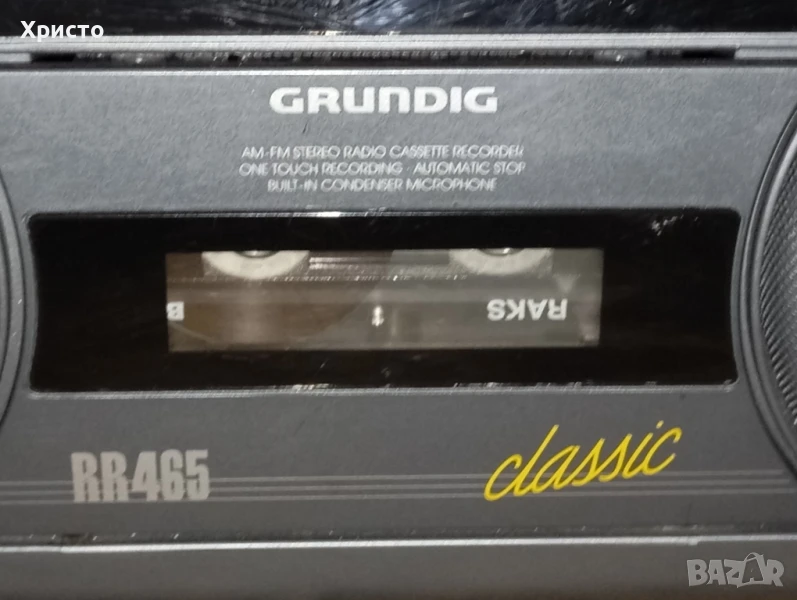 Христо
GRUNDIG
AM-FM STEREO RADIO CASSETTE RECORDER
ONE TOUCH RECORDING · AUTOMATIC STOP
BUILT-IN CONDENSER MICROPHONE
B
RAKS
RR465
classic
BAZAR